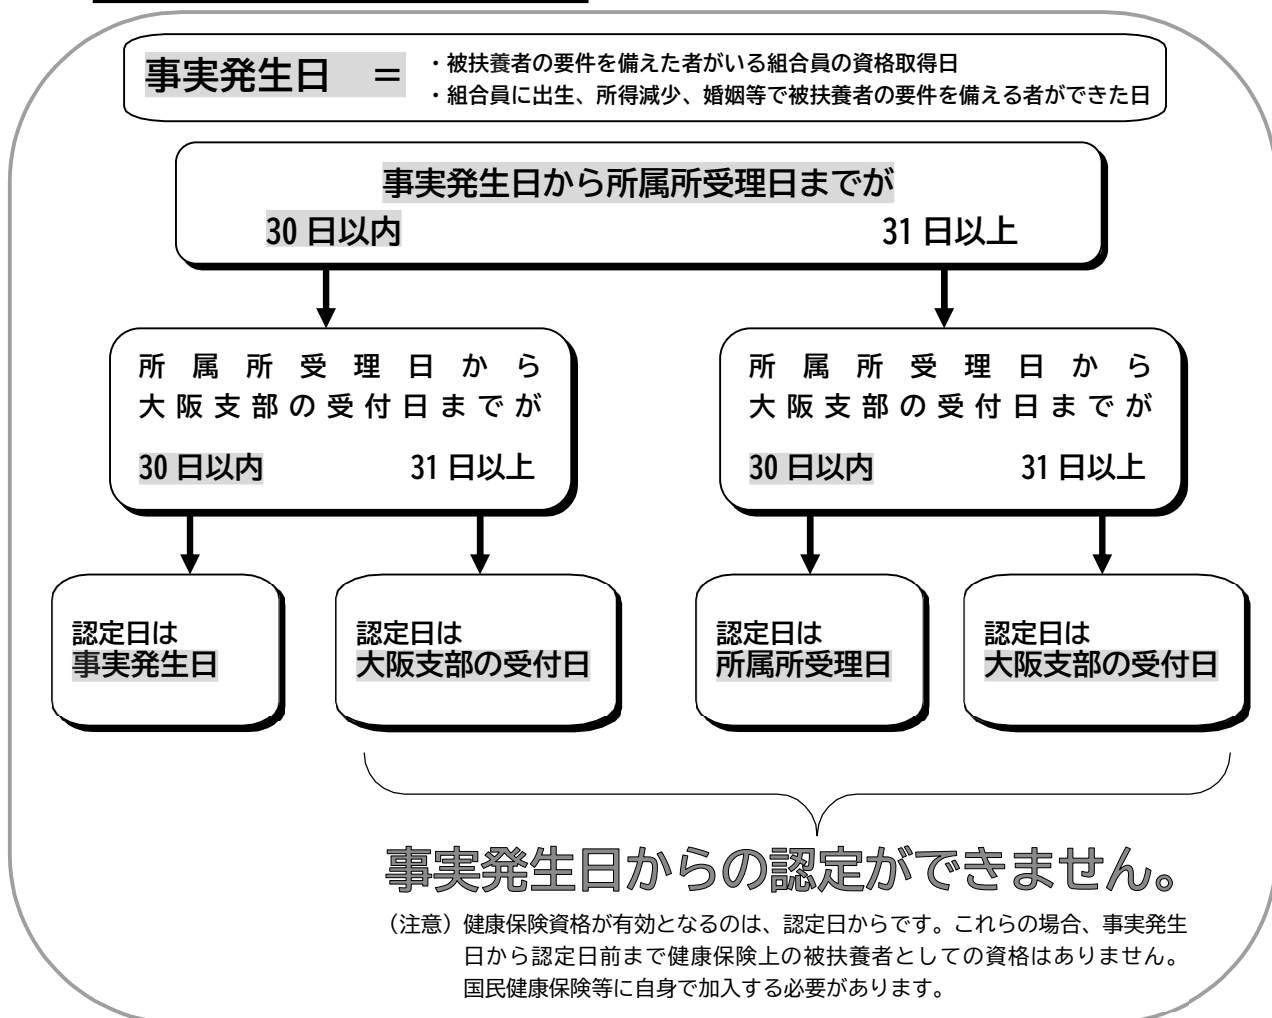 事実発生日　＝
・被扶養者の要件を備えた者がいる組合員の資格取得日
・組合員に出生、所得減少、婚姻等で被扶養者の要件を備える者ができた日
事実発生日から所属所受理日までが
30 日以内　31 日以上
所属所受理日から
大阪支部の受付日までが
30 日以内　31 日以上
所属所受理日から
大阪支部の受付日までが
30 日以内　31 日以上
認定日は
事実発生日
認定日は
大阪支部の受付日
認定日は
所属所受理日
認定日は
大阪支部の受付日
事実発生日からの認定ができません。
（注意）健康保険資格が有効となるのは、認定日からです。これらの場合、事実発生
日から認定日前まで健康保険上の被扶養者としての資格はありません。
国民健康保険等に自身で加入する必要があります。